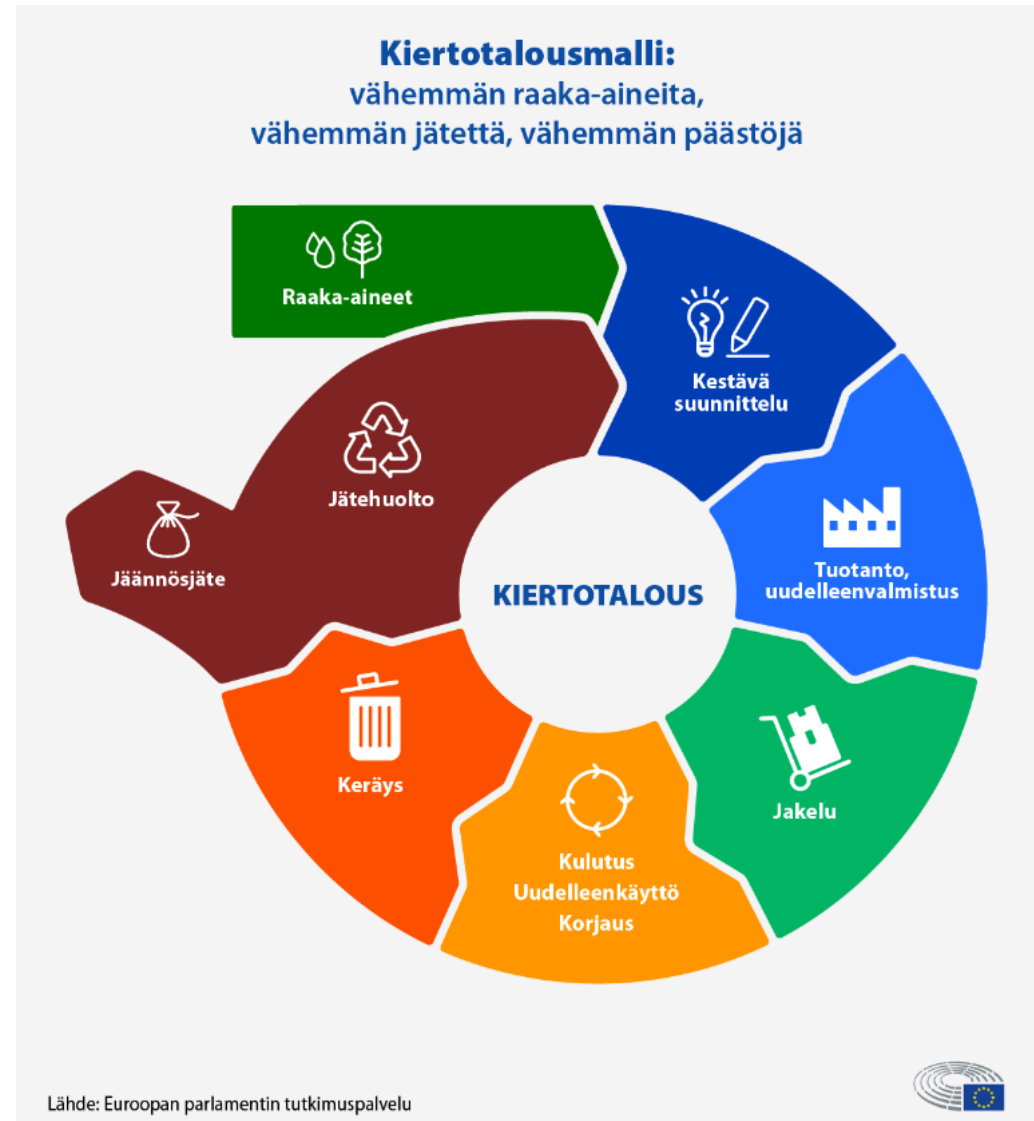 Kiertotalousmalli:
vähemmän raaka-aineita,
vähemmän jätettä, vähemmän päästöjä
Raaka-aineet
Kestävä
suunnittelu
Tuotanto,
uudelleenvalmistus
Jakelu
Kulutus
Uudelleenkäyttö
Korjaus
Keräys
Jätehuolto
Jäännösjäte
KIERTOTALOUS
Lähde: Euroopan parlamentin tutkimuspalvelu